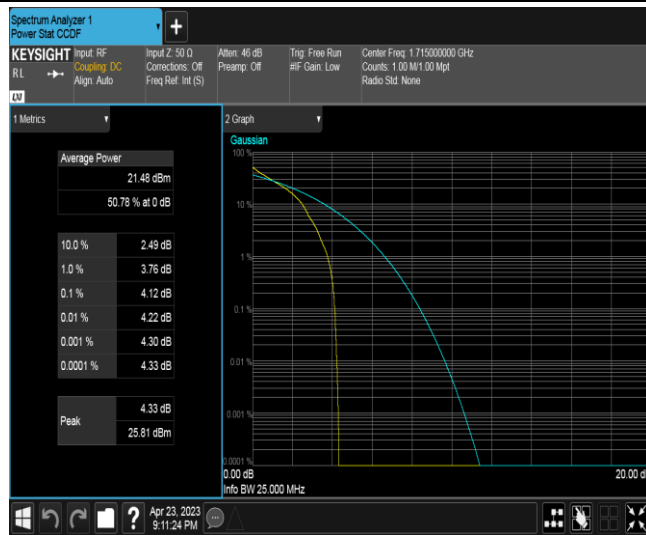 Spectrum Analyzer 1
Power Stat CCDF
KEYSIGHT
RL
Input: RF
Coupling: DC
Align: Auto
Input Z: 50 Ω
Corrections: Off
Freq Ref: Int (S)
Atten: 46 dB
Preamp: Off
Trig: Free Run
#IF Gain: Low
Center Freq: 1.715000000 GHz
Counts: 1.00 M/1.00 Mpt
Radio Std: None
1 Metrics
Average Power
21.48 dBm
50.78 % at 0 dB
10.0 % 2.49 dB
1.0 % 3.76 dB
0.1 % 4.12 dB
0.01 % 4.22 dB
0.001 % 4.30 dB
0.0001 % 4.33 dB
Peak
4.33 dB
25.81 dBm
2 Graph
Gaussian
100 %
10 %
1 %
0.1 %
0.01 %
0.001 %
0.0001 %
0.00 dB
20.00 d
Info BW 25.000 MHz
?
Apr 23, 2023
9:11:24 PM